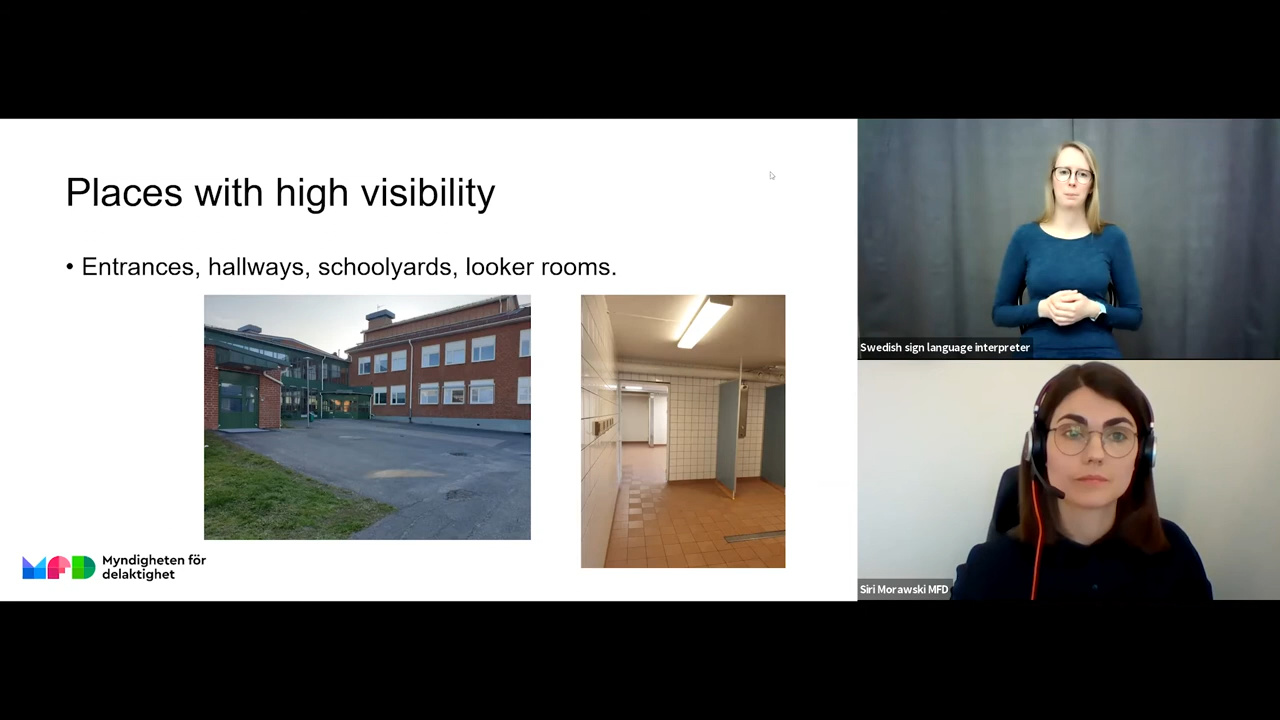 Places with high visibility
• Entrances, hallways, schoolyards, looker rooms.
MFD Myndigheten för
delaktighet
Swedish sign language interpreter
Siri Morawski MFD